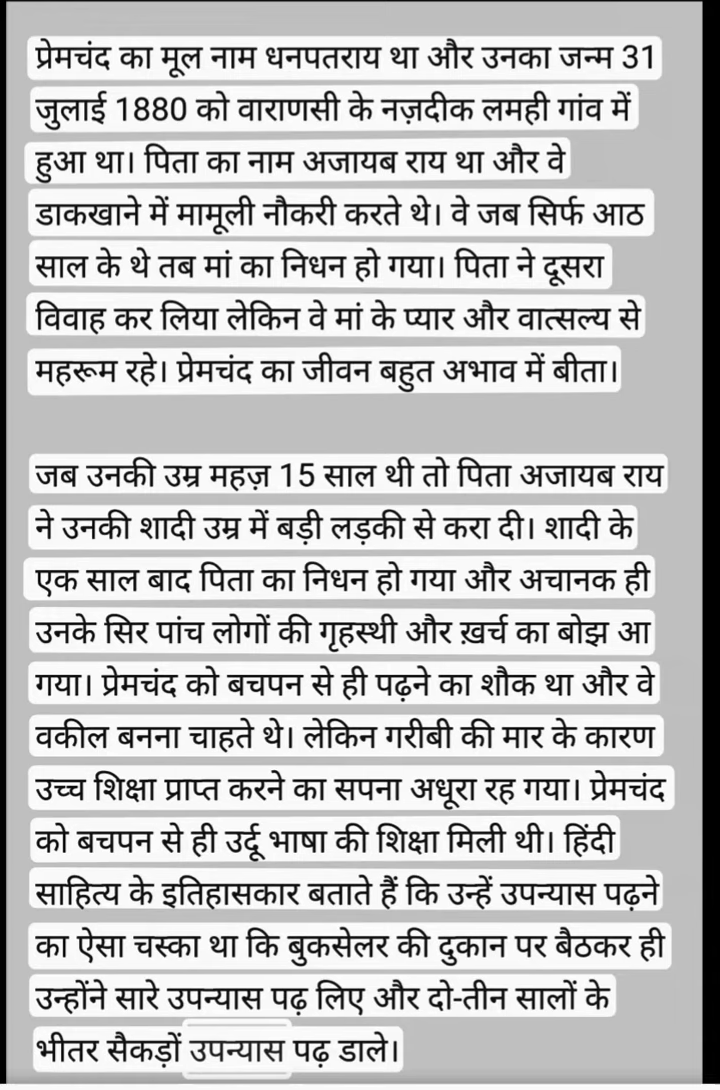 प्रेमचंद का मूल नाम धनपतराय था और उनका जन्म 31
जुलाई 1880 को वाराणसी के नज़दीक लमही गांव में
हुआ था। पिता का नाम अजायब राय था और वे
डाकखाने में मामूली नौकरी करते थे। वे जब सिर्फ आठ
साल के थे तब मां का निधन हो गया। पिता ने दूसरा
विवाह कर लिया लेकिन वे मां के प्यार और वात्सल्य से
महरूम रहे। प्रेमचंद का जीवन बहुत अभाव में बीता।
जब उनकी उम्र महज़ 15 साल थी तो पिता अजायब राय
ने उनकी शादी उम्र में बड़ी लड़की से करा दी। शादी के
एक साल बाद पिता का निधन हो गया और अचानक ही
उनके सिर पांच लोगों की गृहस्थी और ख़र्च का बोझ आ
गया। प्रेमचंद को बचपन से ही पढ़ने का शौक था और वे
वकील बनना चाहते थे। लेकिन गरीबी की मार के कारण
उच्च शिक्षा प्राप्त करने का सपना अधूरा रह गया। प्रेमचंद
को बचपन से ही उर्दू भाषा की शिक्षा मिली थी। हिंदी
साहित्य के इतिहासकार बताते हैं कि उन्हें उपन्यास पढ़ने
का ऐसा चस्का था कि बुकसेलर की दुकान पर बैठकर ही
उन्होंने सारे उपन्यास पढ़ लिए और दो-तीन सालों के
भीतर सैकड़ों उपन्यास पढ़ डाले।